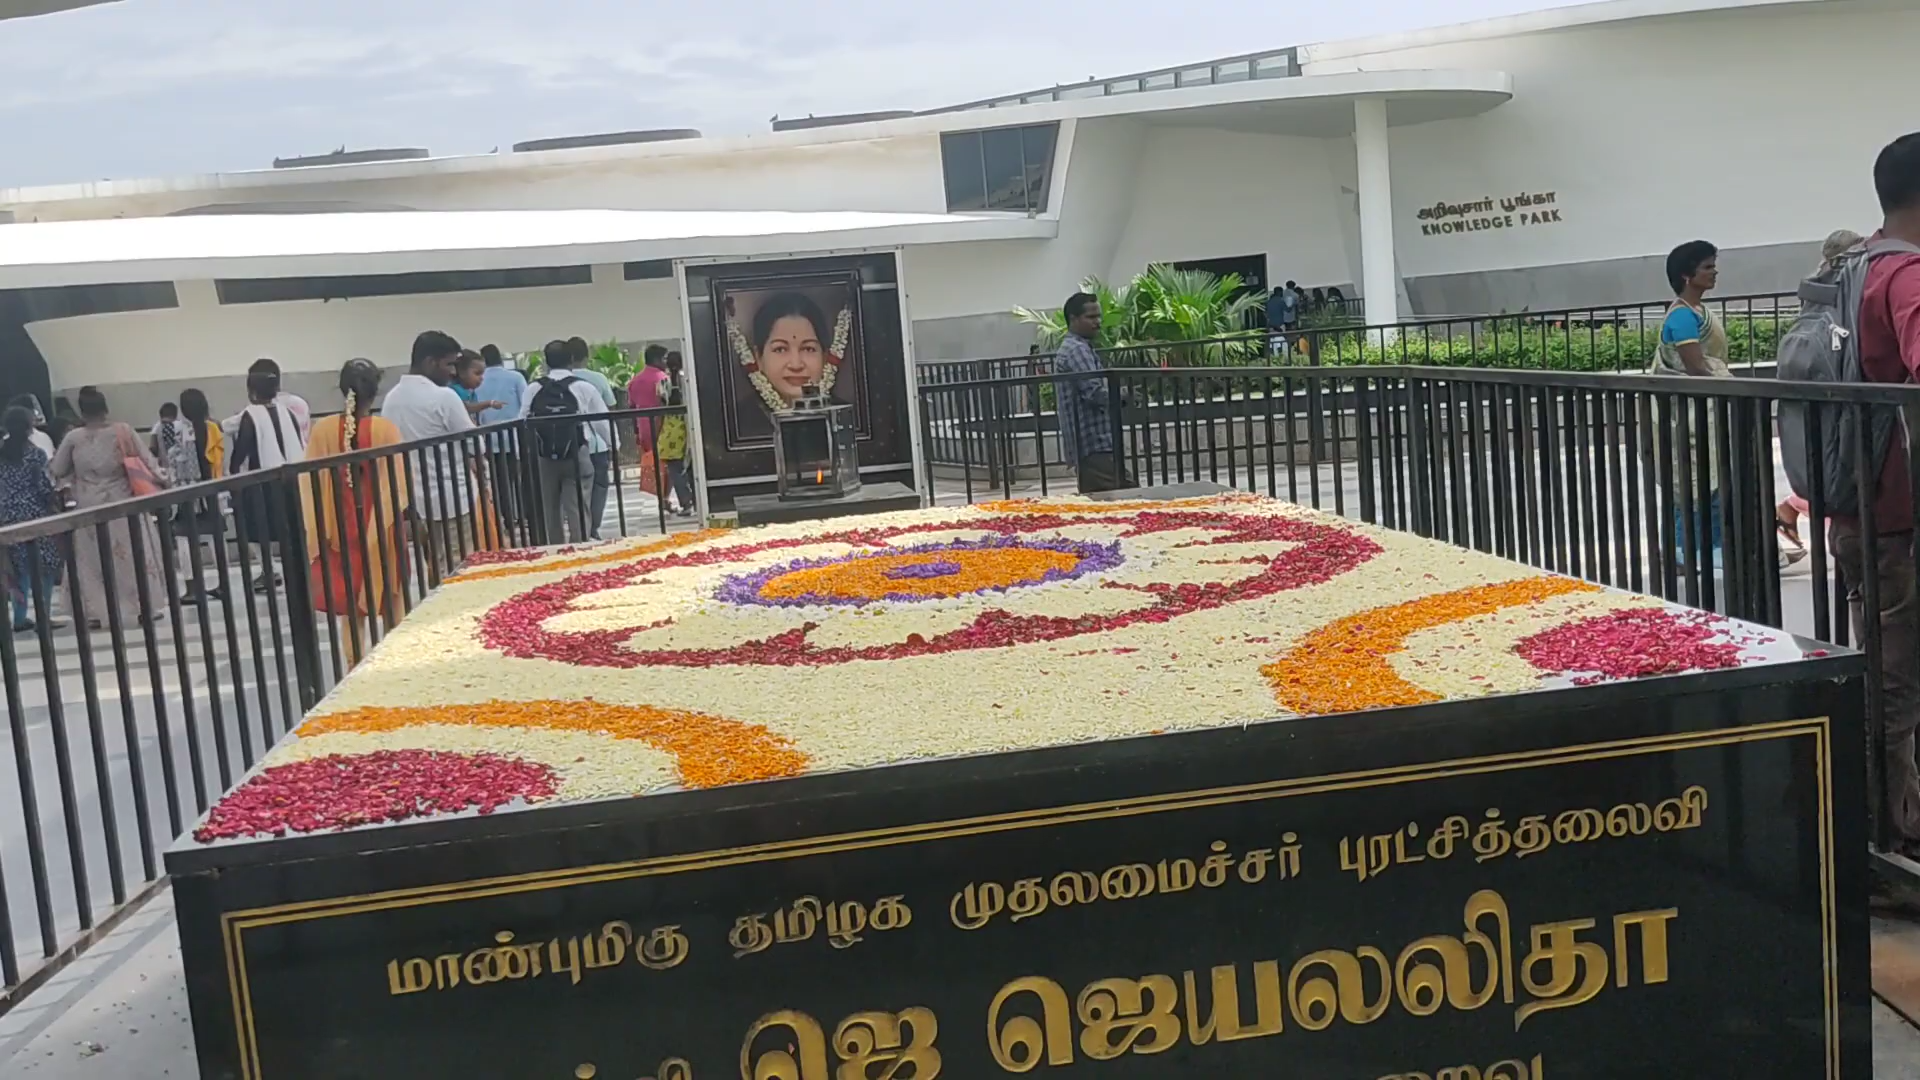 அறிவுசார் பூங்கா
KNOWLEDGE PARK
மாண்புமிகு தமிழக முதலமைச்சர் புரட்சித்தலைவி
ஜெ ஜெயலலிதா